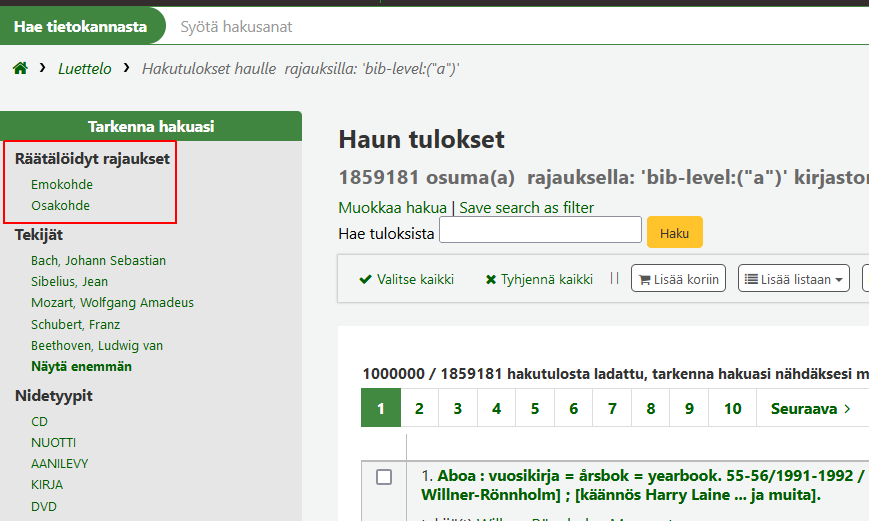 Hae tietokannasta Syötä hakusanat
Luettelo Hakutulokset haulle rajauksilla: 'bib-level:("a")'
Tarkenna hakuasi
Räätälöidyt rajaukset
Emokohde
Osakohde
Tekijät
Bach, Johann Sebastian
Sibelius, Jean
Mozart, Wolfgang Amadeus
Schubert, Franz
Beethoven, Ludwig van
Näytä enemmän
Nidetyypit
CD
NUOTTI
AANILEVY
KIRJA
DVD
Haun tulokset
1859181 osuma(a) rajauksella: 'bib-level:("a")' kirjaston
Muokkaa hakua | Save search as filter
Hae tuloksista Haku
Valitse kaikki Tyhjennä kaikki || Lisää koriin Lisää listaan
1000000 / 1859181 hakutulosta ladattu, tarkenna hakuasi nähdäksesi m
1 2 3 4 5 6 7 8 9 10 Seuraava
1. Aboa : vuosikirja = årsbok = yearbook. 55-56/1991-1992 /
Willner-Rönnholm] ; [käännös Harry Laine ... ja muita].